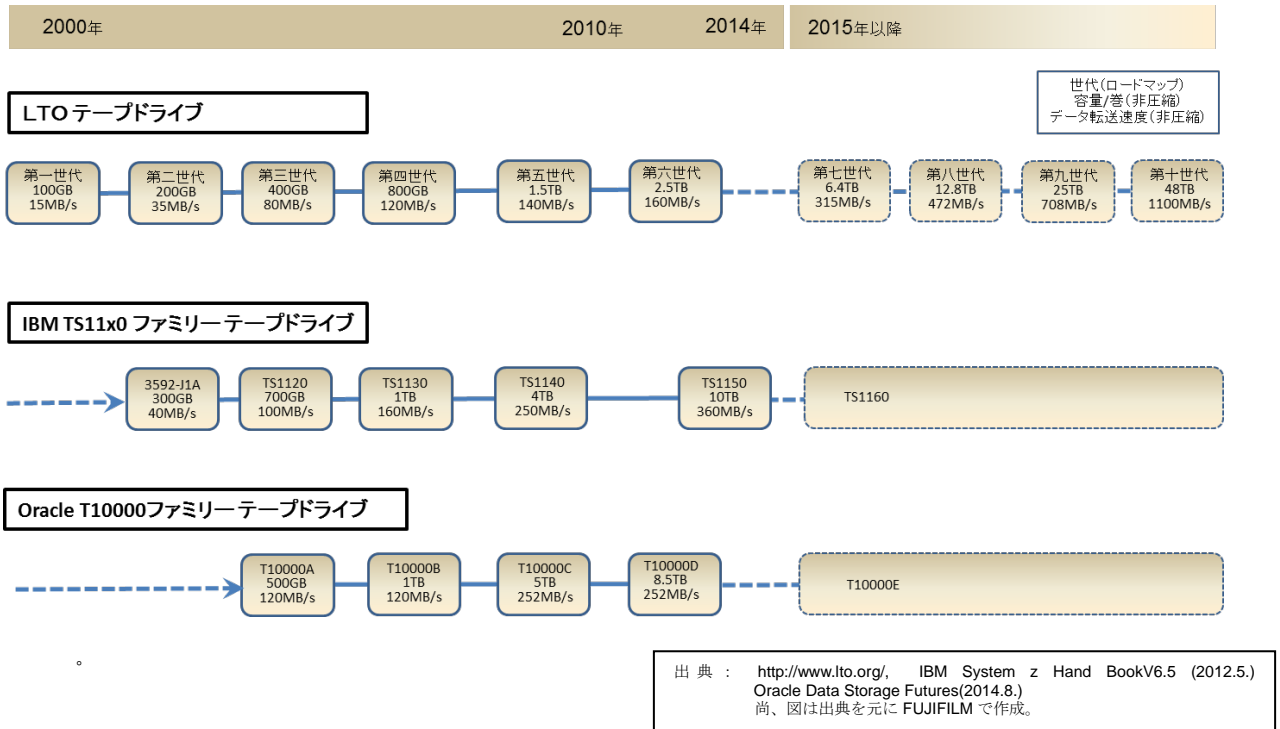 2000年
2010年
2014年
2015年以降
世代(ロードマップ)
容量/巻(非圧縮)
データ転送速度(非圧縮)
LTO テープドライブ
第一世代
100GB
15MB/s
第二世代
200GB
35MB/s
第三世代
400GB
80MB/s
第四世代
800GB
120MB/s
第五世代
1.5TB
140MB/s
第六世代
2.5TB
160MB/s
第七世代
6.4TB
315MB/s
第八世代
12.8TB
472MB/s
第九世代
25TB
708MB/s
第十世代
48TB
1100MB/s
IBM TS11x0 ファミリーテープドライブ
3592-J1A
300GB
40MB/s
TS1120
700GB
100MB/s
TS1130
1TB
160MB/s
TS1140
4TB
250MB/s
TS1150
10TB
360MB/s
TS1160
Oracle T10000ファミリーテープドライブ
T10000A
500GB
120MB/s
T10000B
1TB
120MB/s
T10000C
5TB
252MB/s
T10000D
8.5TB
252MB/s
T10000E
。
出 典 : http://www.lto.org/, IBM System z Hand BookV6.5 (2012.5.)
Oracle Data Storage Futures(2014.8.)
尚、図は出典を元に FUJIFILM で作成。